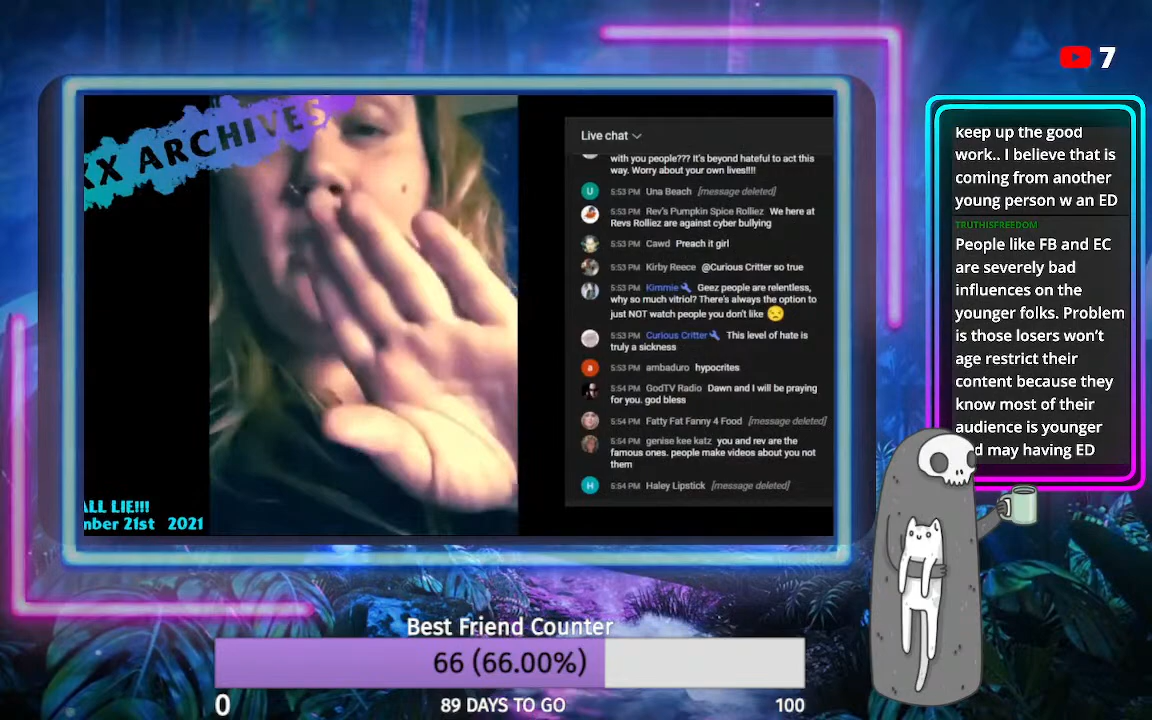 7
XX ARCHIVES
Live chat
with you people??? It's beyond hateful to act this
way. Worry about your own lives!!!!
U 5:53 PM Una Beach [message deleted]
5:53 PM Rev's Pumpkin Spice Rolliez We here at
Revs Rolliez are against cyber bullying
5:53 PM Cawd Preach it girl
5:53 PM Kirby Reece @Curious Critter so true
5:53 PM Kimmie Geez people are relentless,
why so much vitriol? There's always the option to
just NOT watch people you don't like
5:53 PM Curious Critter This level of hate is
truly a sickness
a 5:53 PM ambaduro hypocrites
5:54 PM GodTV Radio Dawn and I will be praying
for you. god bless
5:54 PM Fatty Fat Fanny 4 Food [message deleted]
5:54 PM genise kee katz you and rev are the
famous ones. people make videos about you not
them
H 5:54 PM Haley Lipstick [message deleted]
ALL LIE!!!
mber 21st 2021
keep up the good
work.. I believe that is
coming from another
young person w an ED
TRUTHISFREEDOM
People like FB and EC
are severely bad
influences on the
younger folks. Problem
is those losers won't
age restrict their
content because they
know most of their
audience is younger
d may having ED
Best Friend Counter
66 (66.00%)
0 89 DAYS TO GO 100